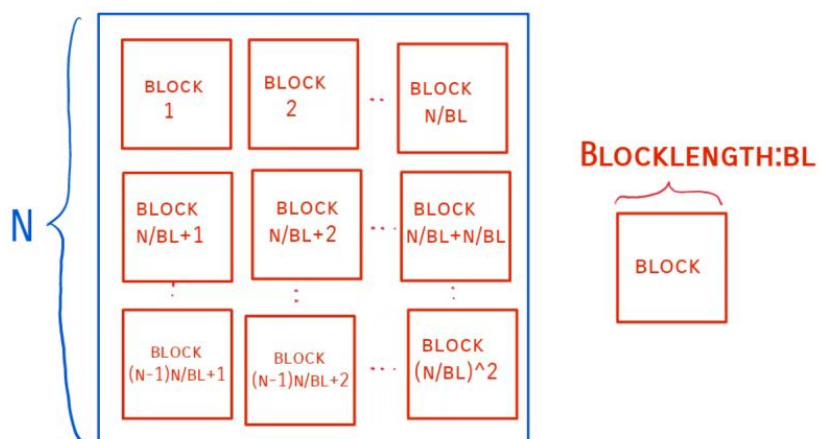 BLOCK
1
BLOCK
2
BLOCK
N/BL
BLOCKLENGTH:BL
N
BLOCK
N/BL+1
BLOCK
N/BL+2
BLOCK
N/BL+N/BL
BLOCK
BLOCK
(N-1)N/BL+1
BLOCK
(N-1)N/BL+2
BLOCK
(N/BL)^2